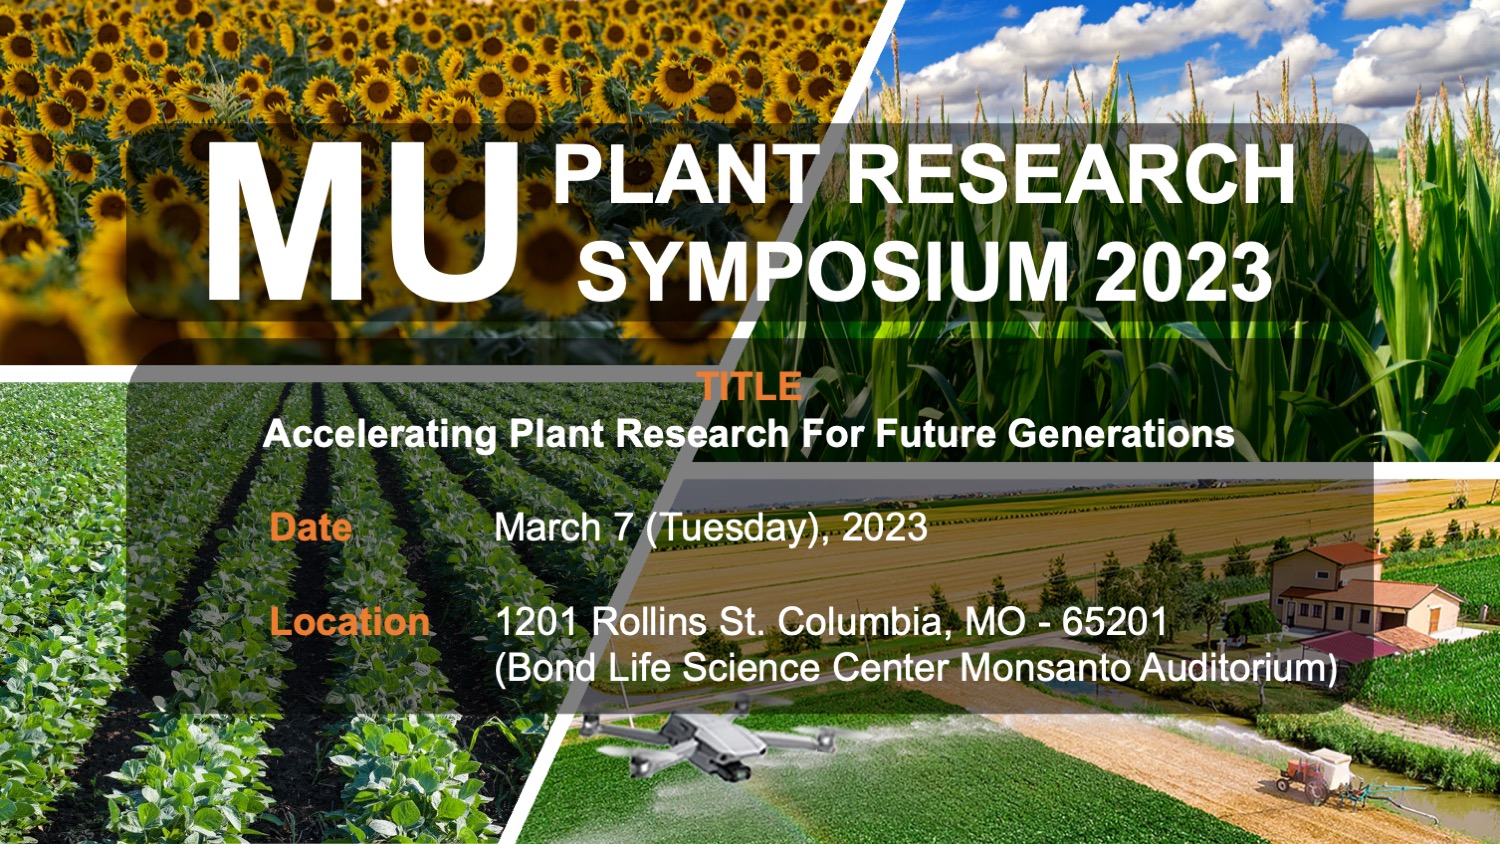 MU PLANT RESEARCH
SYMPOSIUM 2023
TITLE
Accelerating Plant Research For Future Generations
Date March 7 (Tuesday), 2023
Location 1201 Rollins St. Columbia, MO - 65201
(Bond Life Science Center Monsanto Auditorium)